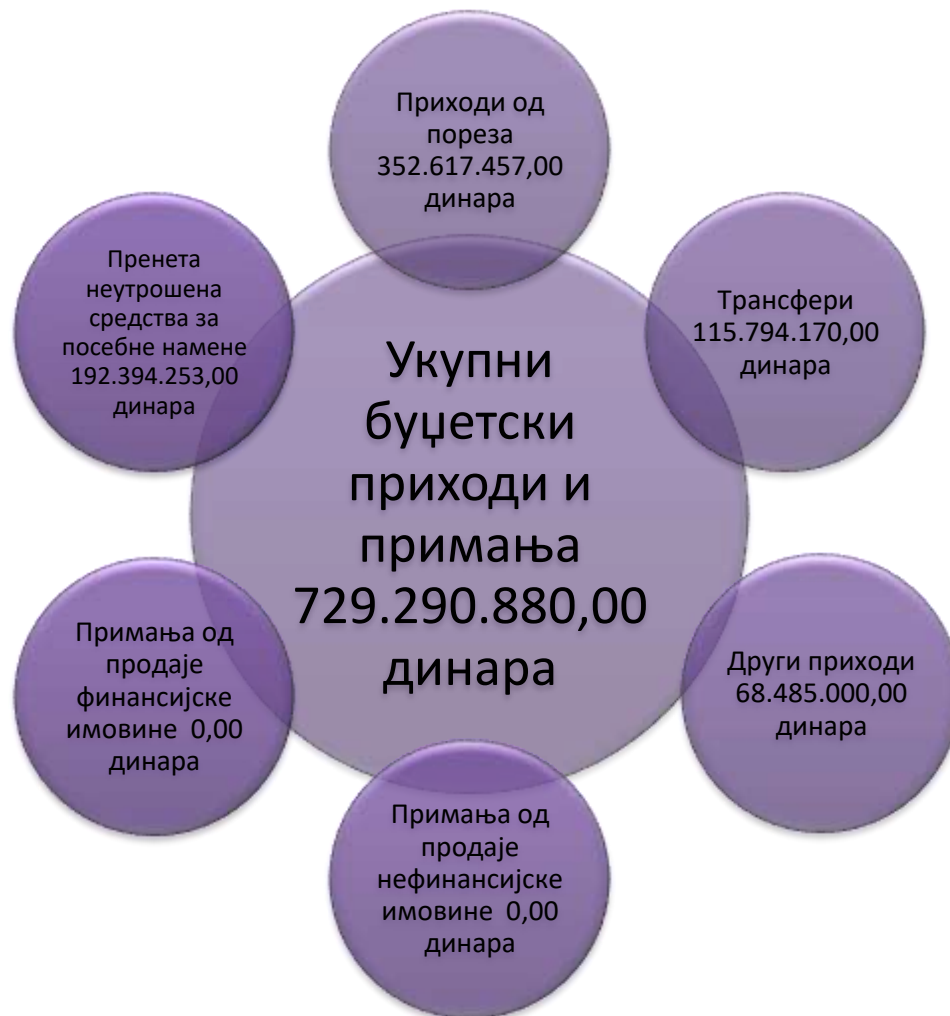 Приходи од
пореза
352.617.457,00
динара
Трансфери
115.794.170,00
динара
Други приходи
68.485.000,00
динара
Примања од
продаје
нефинансијске
имовине 0,00
динара
Примања од
продаје
финансијске
имовине 0,00
динара
Пренета
неутрошена
средства за
посебне намене
192.394.253,00
динара
Укупни
буџетски
приходи и
примања
729.290.880,00
динара